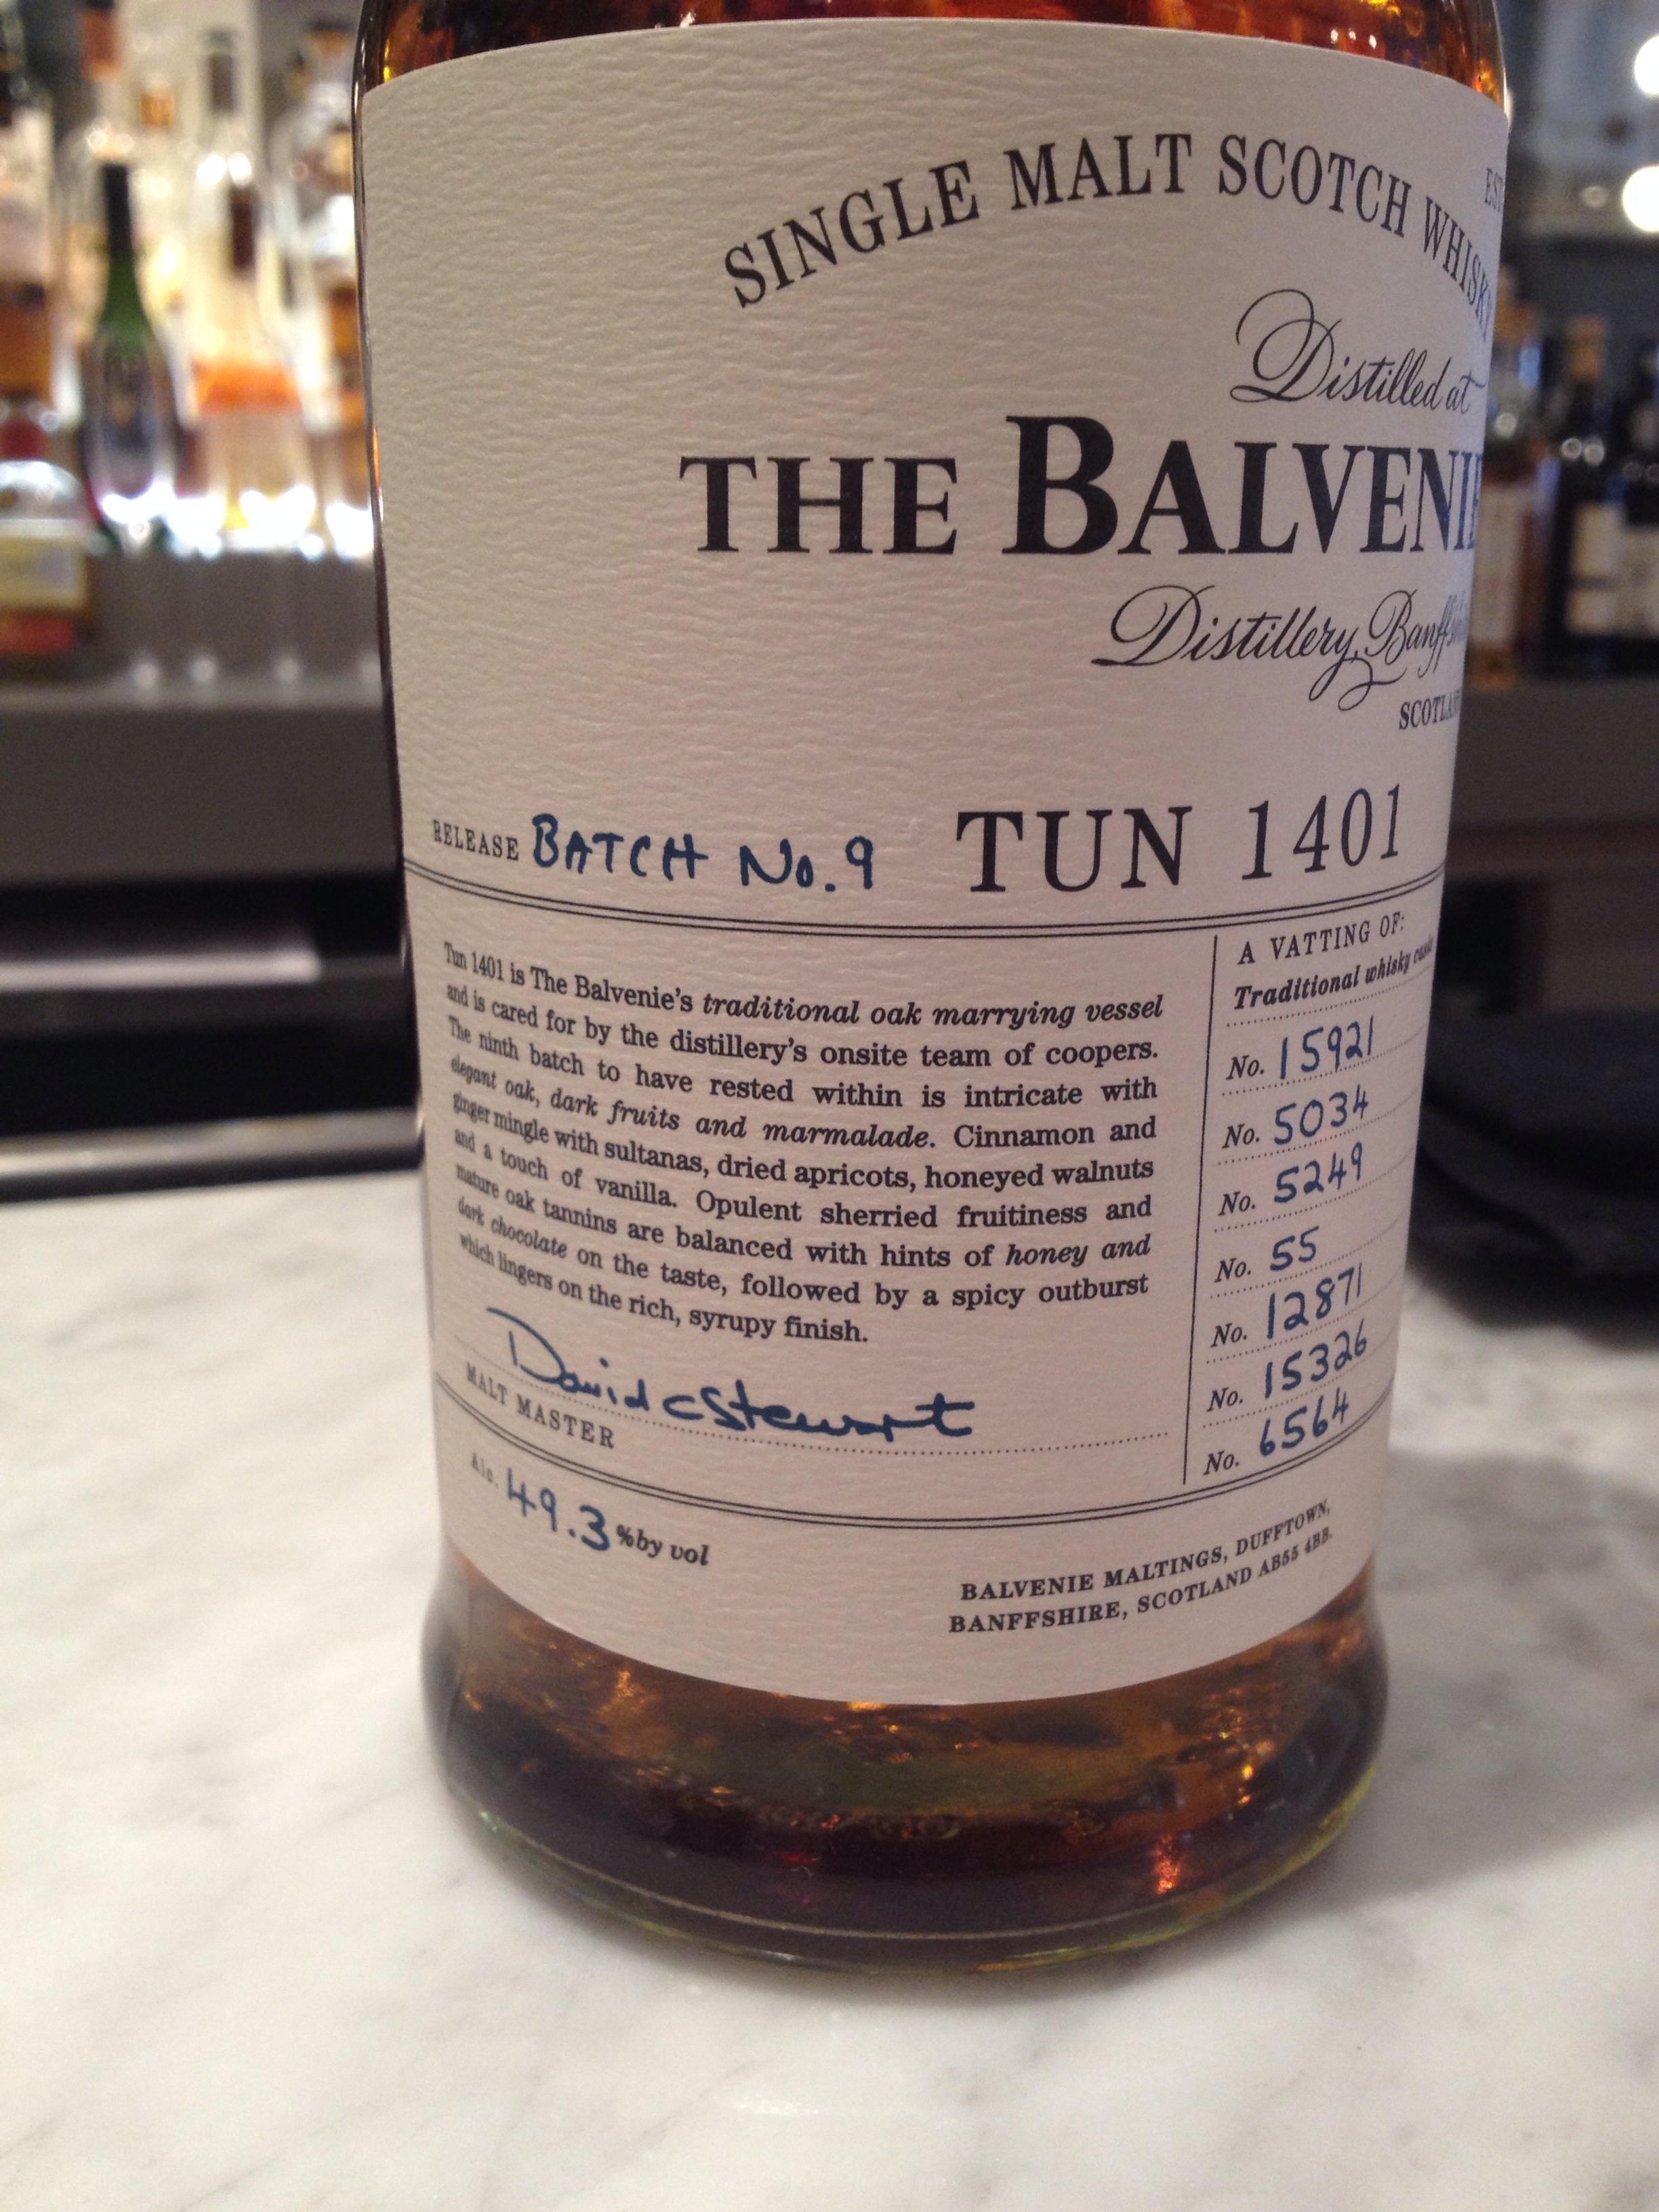 SINGLE MALT SCOTCH WHISKY
EST
Distilled at
THE BALVENIE
Distillery, Banffsh
SCOTLA
RELEASE BATCH No. 9 TUN 1401
Tun 1401 is The Balvenie's traditional oak marrying vessel
and is cared for by the distillery's onsite team of coopers.
The ninth batch to have rested within is intricate with
elegant oak, dark fruits and marmalade. Cinnamon and
ginger mingle with sultanas, dried apricots, honeyed walnuts
and a touch of vanilla. Opulent sherried fruitiness and
mature oak tannins are balanced with hints of honey and
dark chocolate on the taste, followed by a spicy outburst
which lingers on the rich, syrupy finish.
David C Stewart
MALT MASTER
A VATTING OF:
Traditional whisky
No. 15921
No. 5034
No. 5249
No. 55
No. 12871
No. 15326
No. 6564
Alc. 49.3 % by vol
BALVENIE MALTINGS, DUFFTOWN,
BANFFSHIRE, SCOTLAND AB55 4BB.